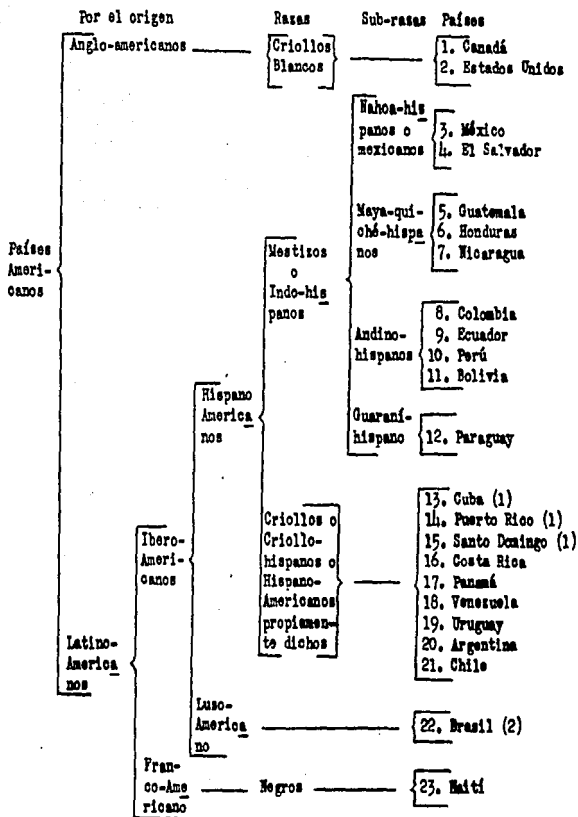 Por el origen Razas Sub-razas Países
Anglo-americanos
Criollos
Blancos
1. Canadá
2. Estados Unidos
Países
Ameri-
canos
Latino-
America
nos
Ibero-
Ameri-
canos
Hispano
America
nos
Mestizos
o
Indo-his
panos
Nahoa-his
panos o
mexicanos
3. México
4. El Salvador
Maya-qui-
ché-hispa
nos
5. Guatemala
6. Honduras
7. Nicaragua
Andino-
hispanos
8. Colombia
9. Ecuador
10. Perú
11. Bolivia
Guaraní-
hispano
12. Paraguay
Criollos o
Criollo-
hispanos o
Hispano-
Americanos
propiamen-
te dichos
13. Cuba (1)
14. Puerto Rico (1)
15. Santo Domingo (1)
16. Costa Rica
17. Panamá
18. Venezuela
19. Uruguay
20. Argentina
21. Chile
Luso-
America
no
22. Brasil (2)
Fran-
co-Ame
ricano
Negros
23. Haití